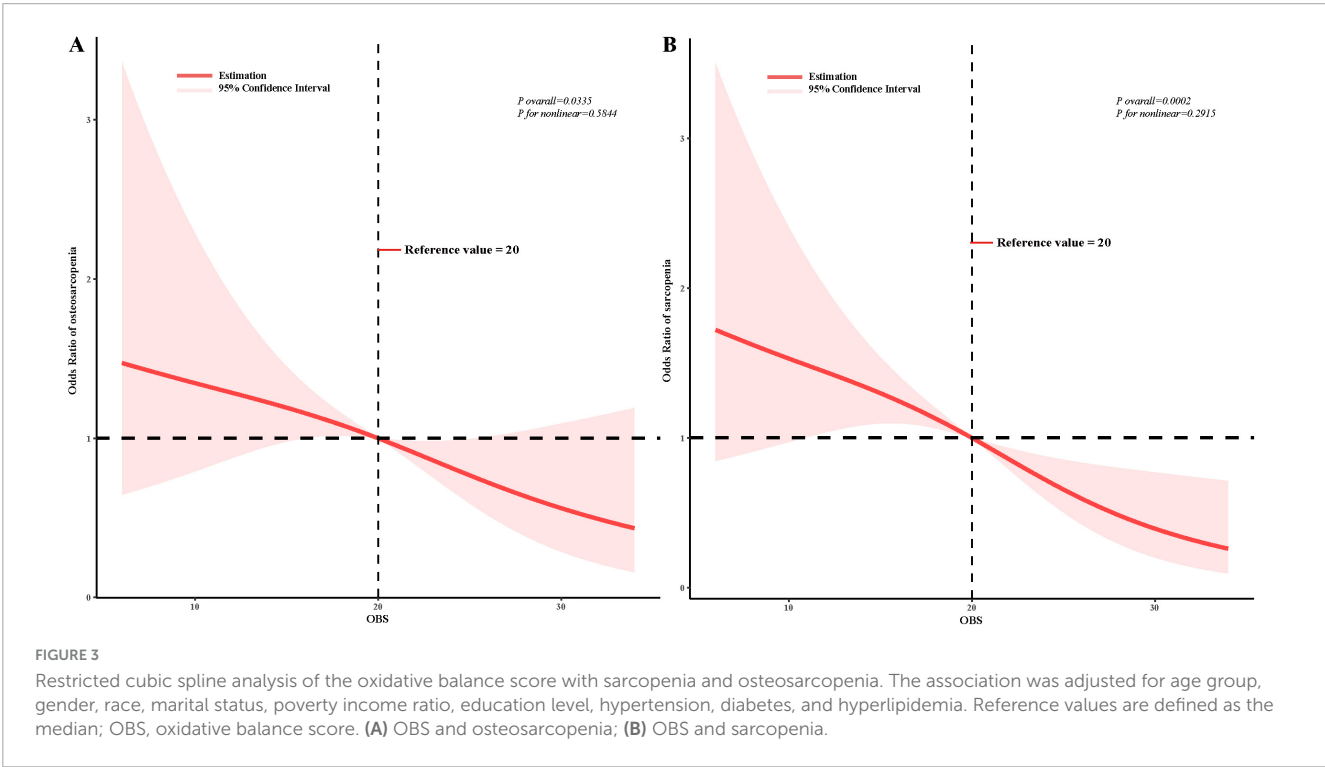 A
Estimation
95% Confidence Interval
P ovarall=0.0335
P for nonlinear=0.5844
Reference value = 20
Odds Ratio of osteosarcopenia
3
2
1
0
10
20
30
OBS
B
Estimation
95% Confidence Interval
P ovarall=0.0002
P for nonlinear=0.2915
Reference value = 20
Odds Ratio of sarcopenia
3
2
1
0
10
20
30
OBS
FIGURE 3
Restricted cubic spline analysis of the oxidative balance score with sarcopenia and osteosarcopenia. The association was adjusted for age group,
gender, race, marital status, poverty income ratio, education level, hypertension, diabetes, and hyperlipidemia. Reference values are defined as the
median; OBS, oxidative balance score. (A) OBS and osteosarcopenia; (B) OBS and sarcopenia.